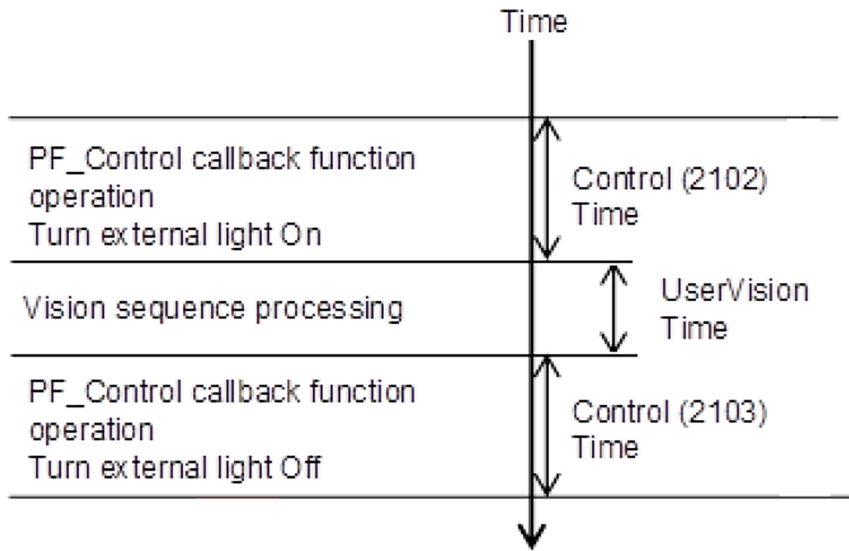 Time
PF_Control callback function
operation
Turn external light On
Control (2102)
Time
Vision sequence processing
UserVision
Time
PF_Control callback function
operation
Turn external light Off
Control (2103)
Time